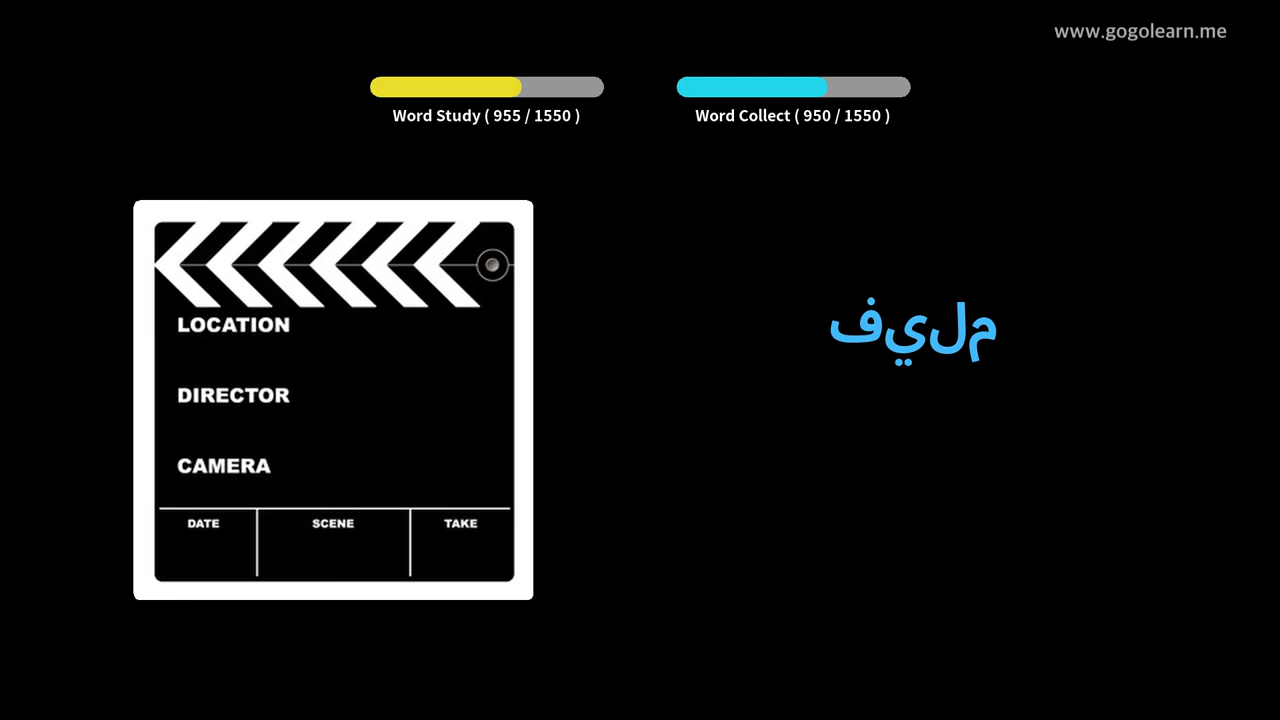 www.gogolearn.me
Word Study ( 955 / 1550 )
Word Collect ( 950 / 1550 )
LOCATION
DIRECTOR
CAMERA
DATE SCENE TAKE
فيلم